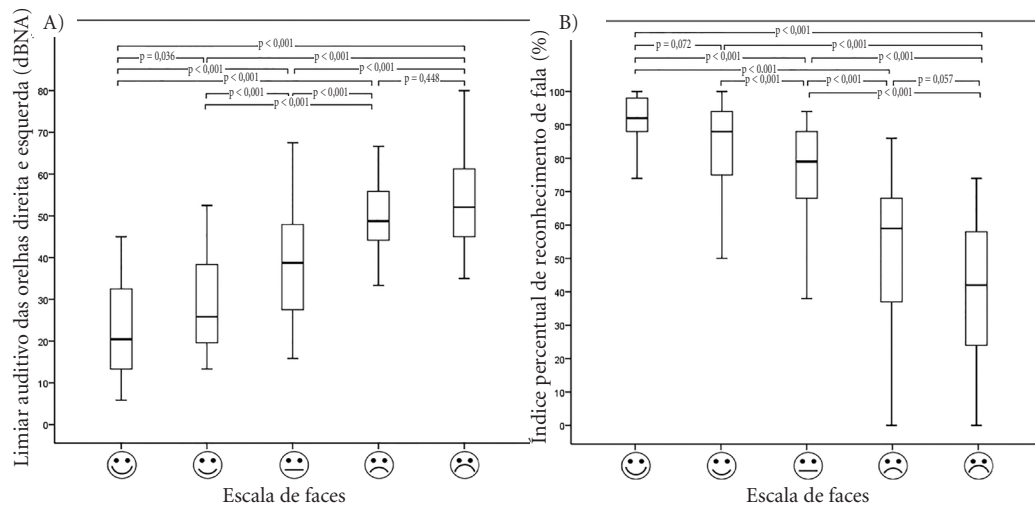 A)
Limiar auditivo das orelhas direita e esquerda (dBNA)
p < 0,001
p = 0,036
p < 0,001
p < 0,001
p < 0,001
p < 0,001
p = 0,448
p < 0,001
p < 0,001
p < 0,001
80
70
60
50
40
30
20
10
0
Escala de faces
B)
Índice percentual de reconhecimento de fala (%)
p < 0,001
p = 0,072
p < 0,001
p < 0,001
p < 0,001
p < 0,001
p < 0,001
p < 0,001
p = 0,057
p < 0,001
100
90
80
70
60
50
40
30
20
10
0
Escala de faces